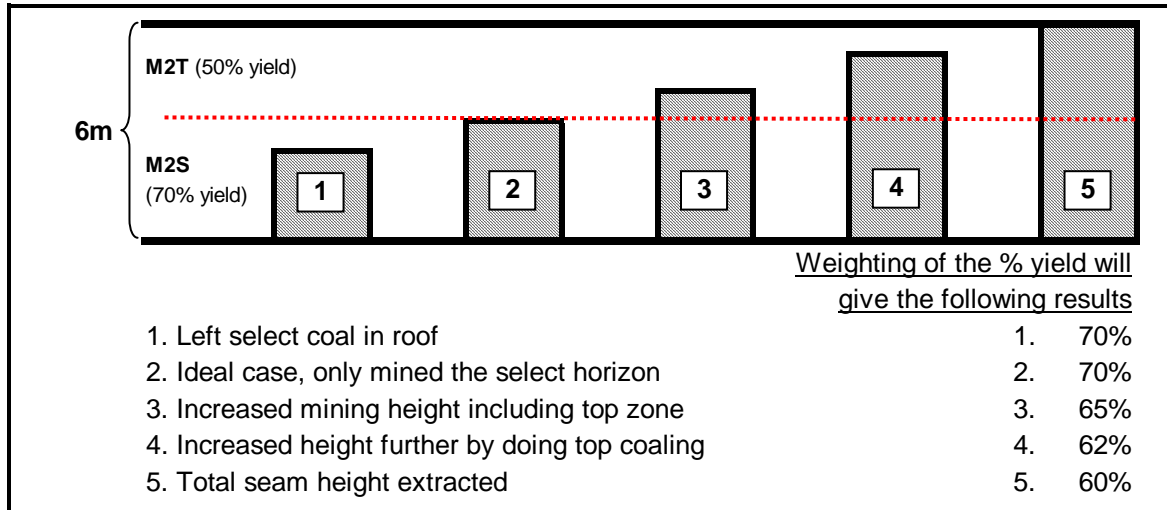 M2T (50% yield)
6m
M2S
(70% yield)
1
2
3
4
5
Weighting of the % yield will
give the following results
1. Left select coal in roof 1. 70%
2. Ideal case, only mined the select horizon 2. 70%
3. Increased mining height including top zone 3. 65%
4. Increased height further by doing top coaling 4. 62%
5. Total seam height extracted 5. 60%